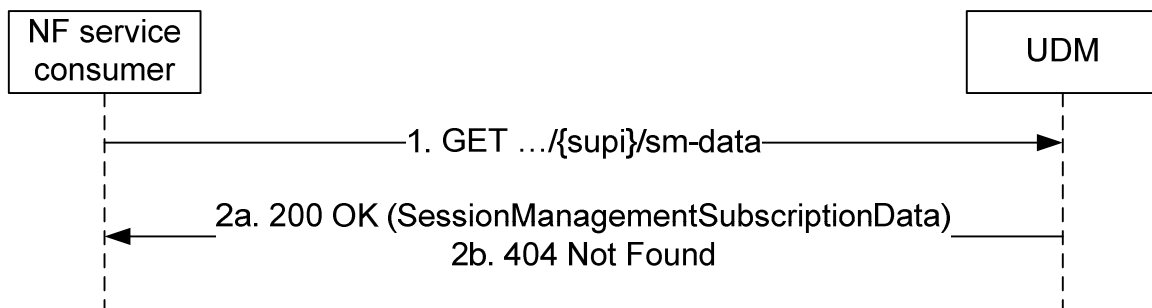 NF service
consumer
UDM
1. GET …/{supi}/sm-data
2a. 200 OK (SessionManagementSubscriptionData)
2b. 404 Not Found